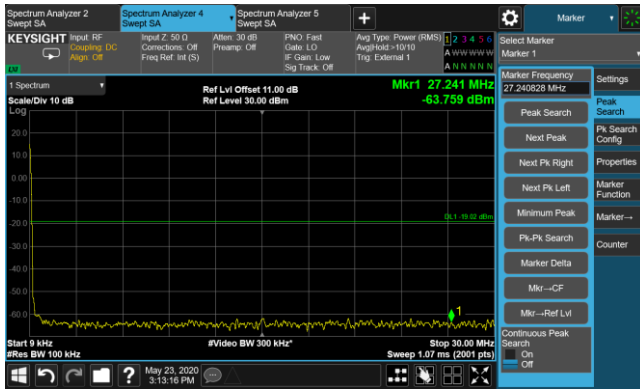 Spectrum Analyzer 2
Swept SA
Spectrum Analyzer 4
Swept SA
Spectrum Analyzer 5
Swept SA
+
Marker
KEYSIGHT
Input: RF
Coupling: DC
Align: Off
Input Z: 50 Ω
Corrections: Off
Freq Ref: Int (S)
Atten: 30 dB
Preamp: Off
PNO: Fast
Gate: LO
IF Gain: Low
Sig Track: Off
Avg Type: Power (RMS)
Avg|Hold >10/10
Trig: External 1
1 2 3 4 5 6
A W W W W W
A N N N N N
Select Marker
Marker 1
1 Spectrum
Scale/Div 10 dB
Log
Ref Lvl Offset 11.00 dB
Ref Level 30.00 dBm
Mkr1 27.241 MHz
-63.759 dBm
20.0
10.0
0.00
-10.0
-20.0
-30.0
-40.0
-50.0
-60.0
DL1 -19.02 dBm
1
Start 9 kHz
#Res BW 100 kHz
#Video BW 300 kHz*
Stop 30.00 MHz
Sweep 1.07 ms (2001 pts)
Marker Frequency
27.240828 MHz
Peak Search
Next Peak
Next Pk Right
Next Pk Left
Minimum Peak
Pk-Pk Search
Marker Delta
Mkr→CF
Mkr→Ref Lvl
Continuous Peak
Search
On
Off
Settings
Peak
Search
Pk Search
Config
Properties
Marker
Function
Marker→
Counter
?
May 23, 2020
3:13:16 PM